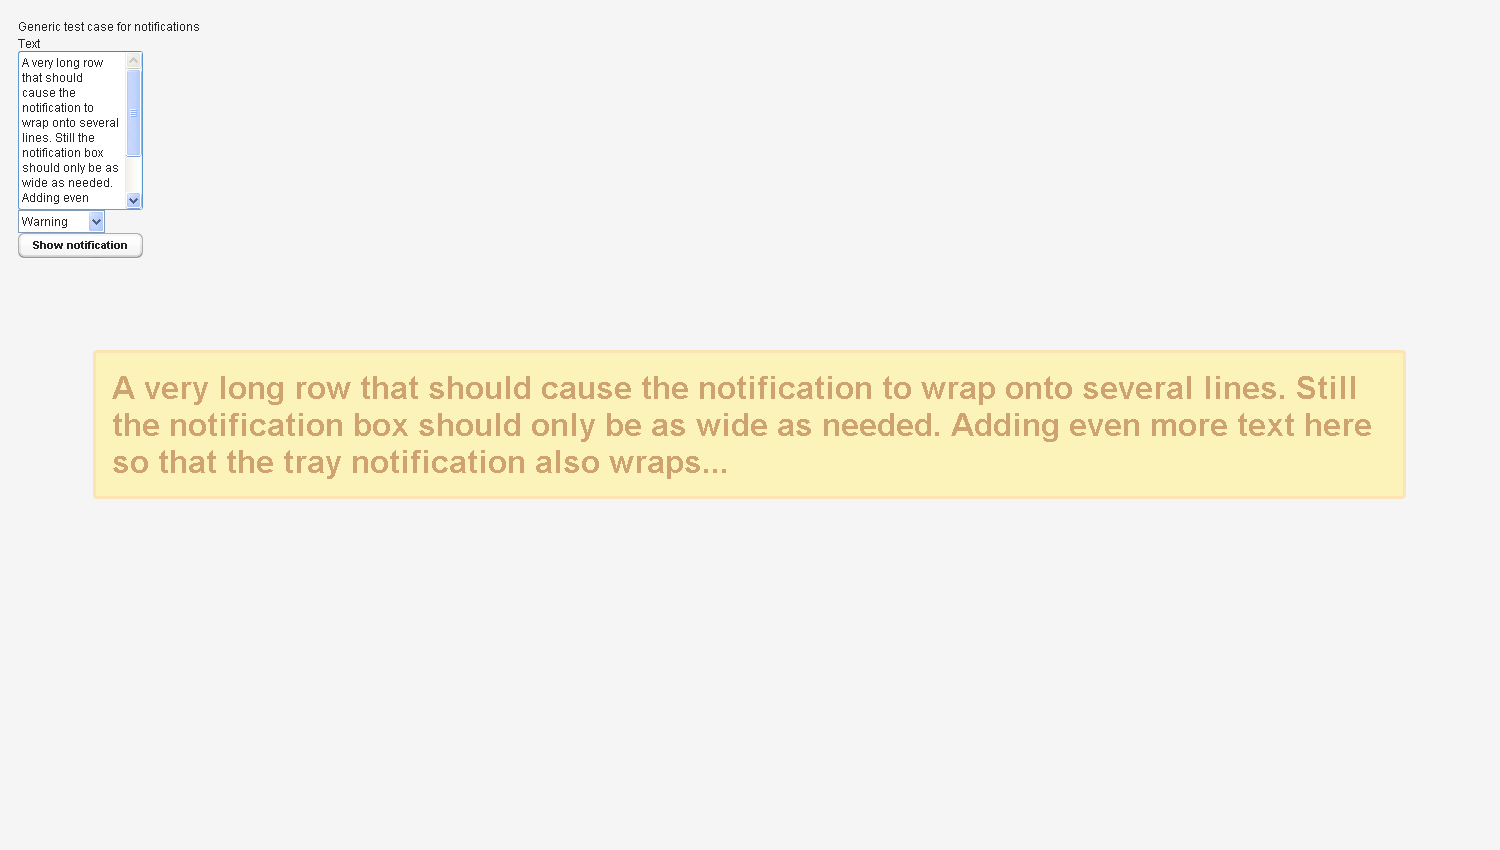 Generic test case for notifications
Text
A very long row
that should
cause the
notification to
wrap onto several
lines. Still the
notification box
should only be as
wide as needed.
Adding even
Warning
Show notification
A very long row that should cause the notification to wrap onto several lines. Still
the notification box should only be as wide as needed. Adding even more text here
so that the tray notification also wraps...